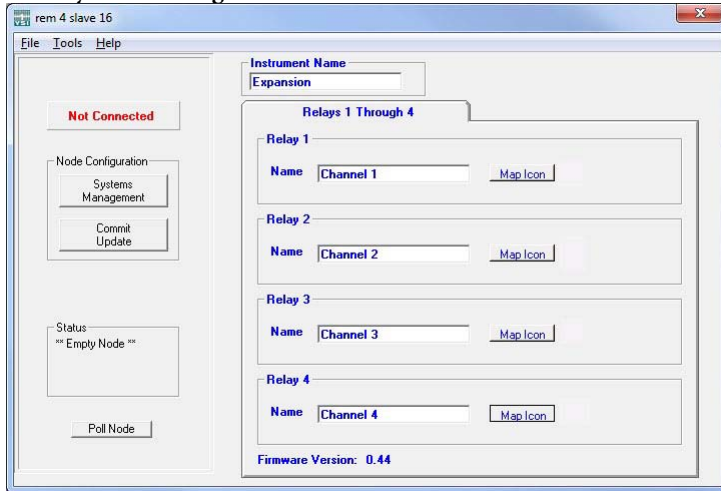 rem 4 slave 16
File Tools Help
Not Connected
Node Configuration
Systems
Management
Commit
Update
Status
** Empty Node **
Poll Node
Instrument Name
Expansion
Relays 1 Through 4
Relay 1
Name Channel 1 Map Icon
Relay 2
Name Channel 2 Map Icon
Relay 3
Name Channel 3 Map Icon
Relay 4
Name Channel 4 Map Icon
Firmware Version: 0.44